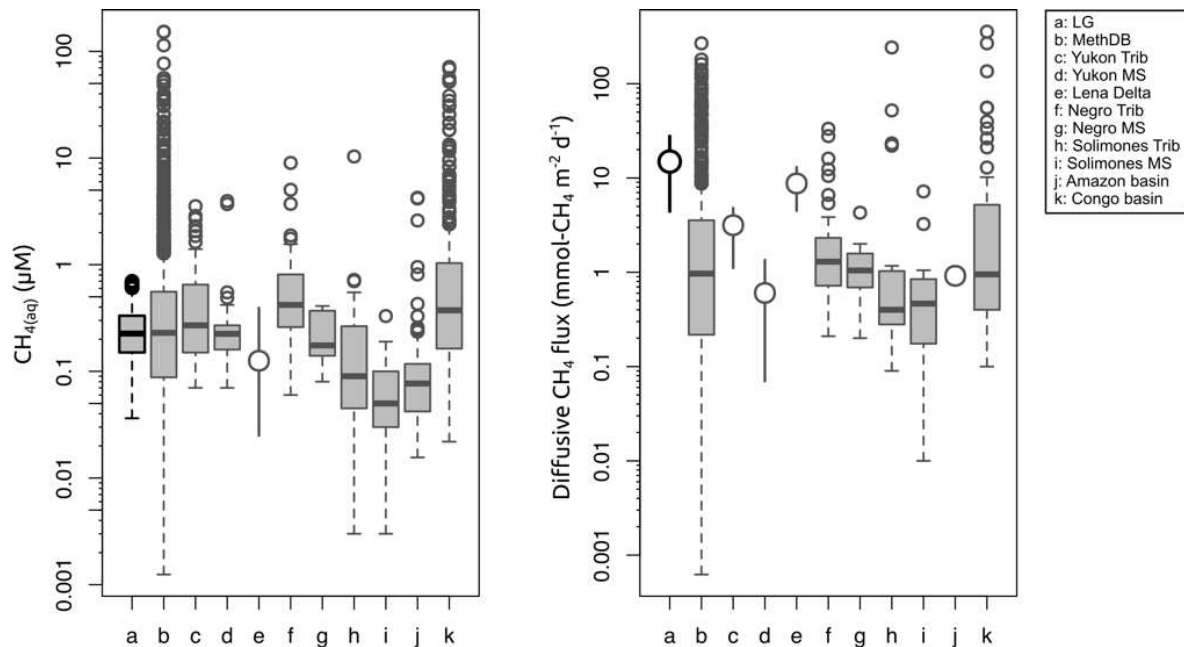 100
10
1
0.1
0.01
0.001
CH4(aq) (µM)
a b c d e f g h i j k
100
10
1
0.1
0.01
0.001
Diffusive CH4 flux (mmol-CH4 m-2 d-1)
a b c d e f g h i j k
a: LG
b: MethDB
c: Yukon Trib
d: Yukon MS
e: Lena Delta
f: Negro Trib
g: Negro MS
h: Solimones Trib
i: Solimones MS
j: Amazon basin
k: Congo basin